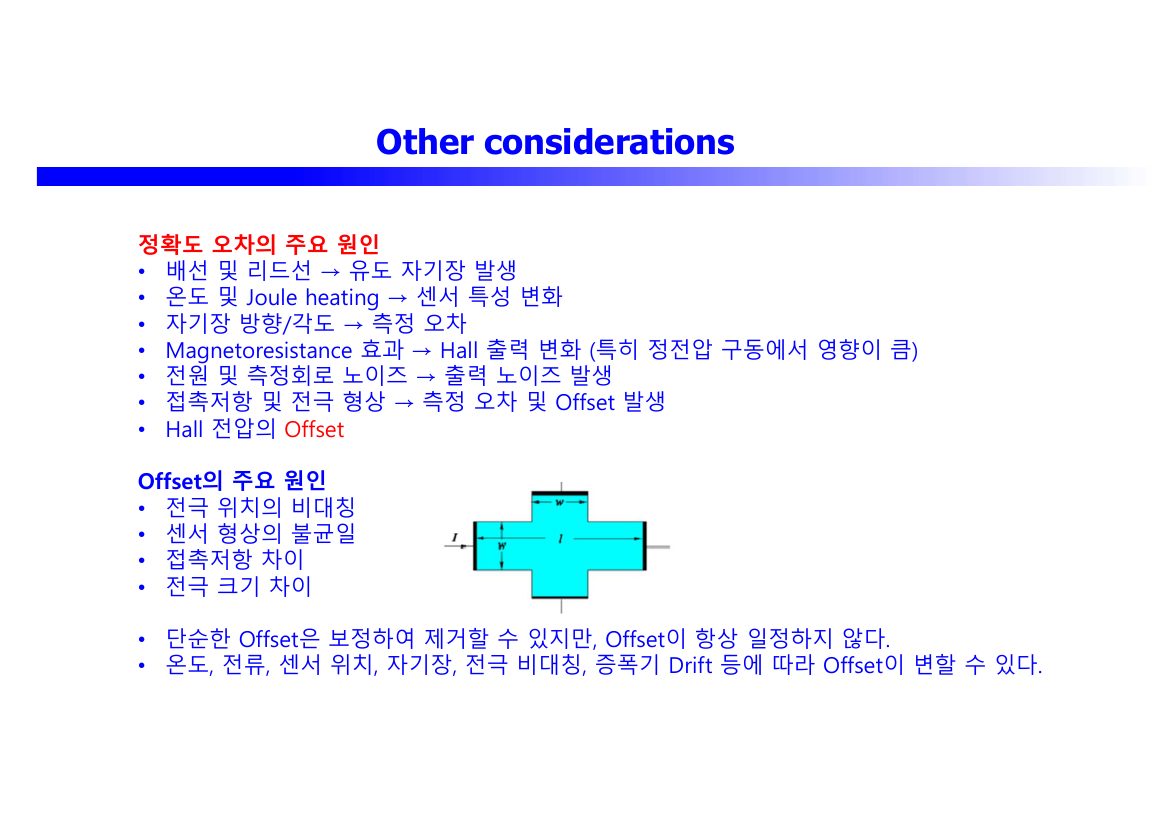 Other considerations
정확도 오차의 주요 원인
• 배선 및 리드선 → 유도 자기장 발생
• 온도 및 Joule heating → 센서 특성 변화
• 자기장 방향/각도 → 측정 오차
• Magnetoresistance 효과 → Hall 출력 변화 (특히 정전압 구동에서 영향이 큼)
• 전원 및 측정회로 노이즈 → 출력 노이즈 발생
• 접촉저항 및 전극 형상 → 측정 오차 및 Offset 발생
• Hall 전압의 Offset
Offset의 주요 원인
• 전극 위치의 비대칭
• 센서 형상의 불균일
• 접촉저항 차이
• 전극 크기 차이
w
I
w
l
• 단순한 Offset은 보정하여 제거할 수 있지만, Offset이 항상 일정하지 않다.
• 온도, 전류, 센서 위치, 자기장, 전극 비대칭, 증폭기 Drift 등에 따라 Offset이 변할 수 있다.